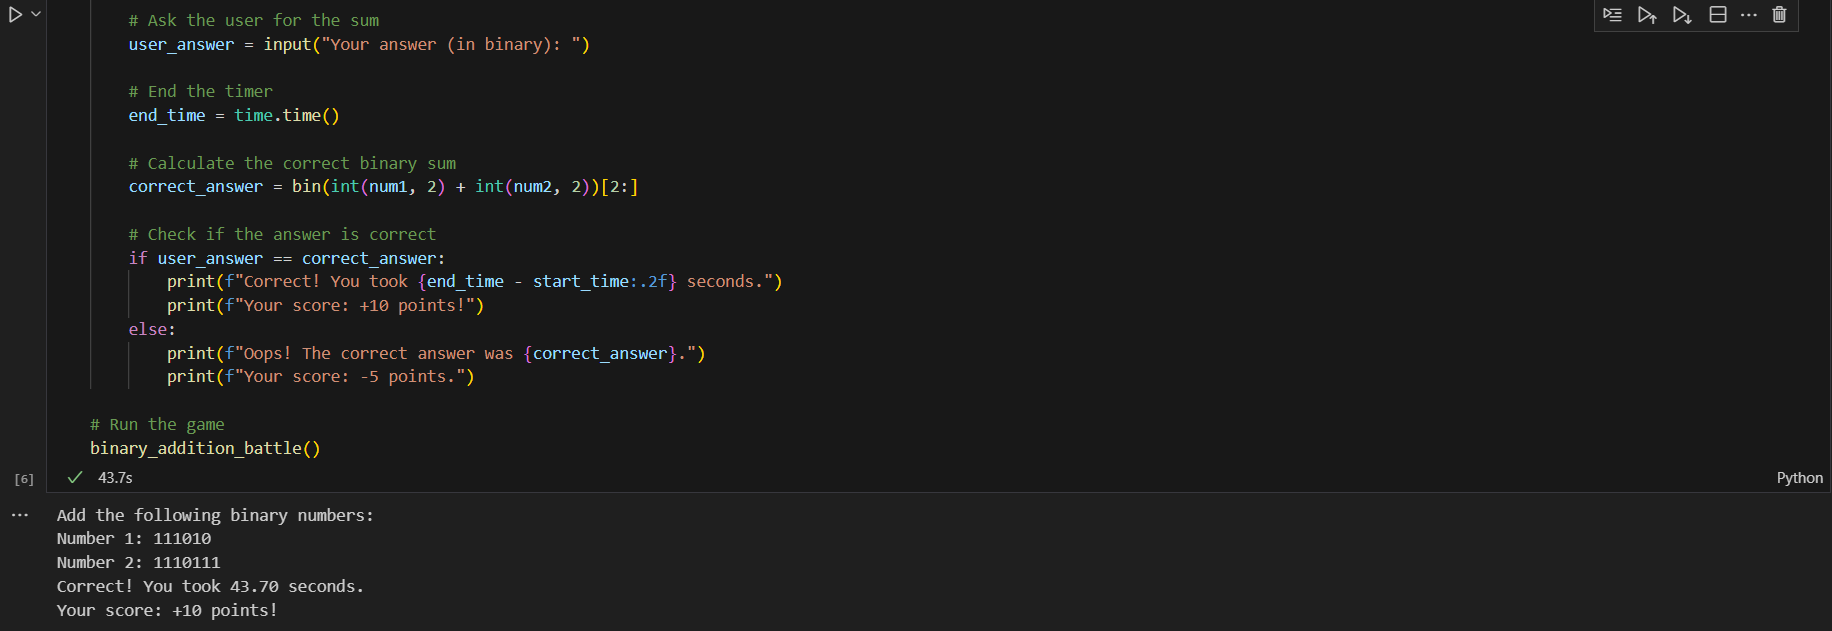 # Ask the user for the sum
user_answer = input("Your answer (in binary): ")
# End the timer
end_time = time.time()
# Calculate the correct binary sum
correct_answer = bin(int(num1, 2) + int(num2, 2))[2:]
# Check if the answer is correct
if user_answer == correct_answer:
print(f"Correct! You took {end_time - start_time:.2f} seconds.")
print(f"Your score: +10 points!")
else:
print(f"Oops! The correct answer was {correct_answer}.")
print(f"Your score: -5 points.")
# Run the game
binary_addition_battle()
[6]
43.7s
Python
Add the following binary numbers:
Number 1: 111010
Number 2: 1110111
Correct! You took 43.70 seconds.
Your score: +10 points!